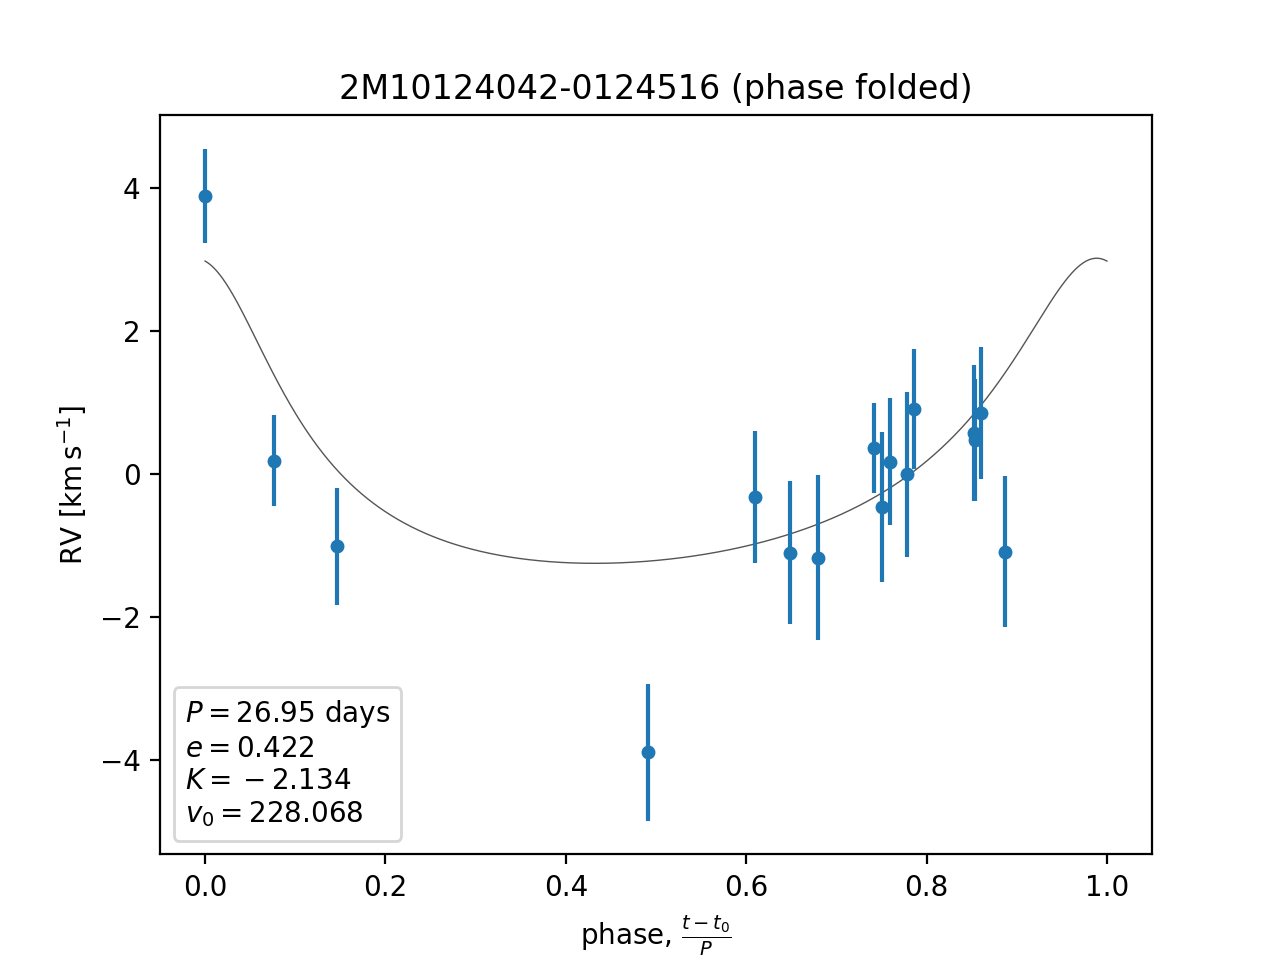 2M10124042-0124516 (phase folded)
RV [km s⁻¹]
4
2
0
−2
−4
P = 26.95 days
e = 0.422
K = −2.134
v₀ = 228.068
0.0 0.2 0.4 0.6 0.8 1.0
phase, (t − t₀)/P